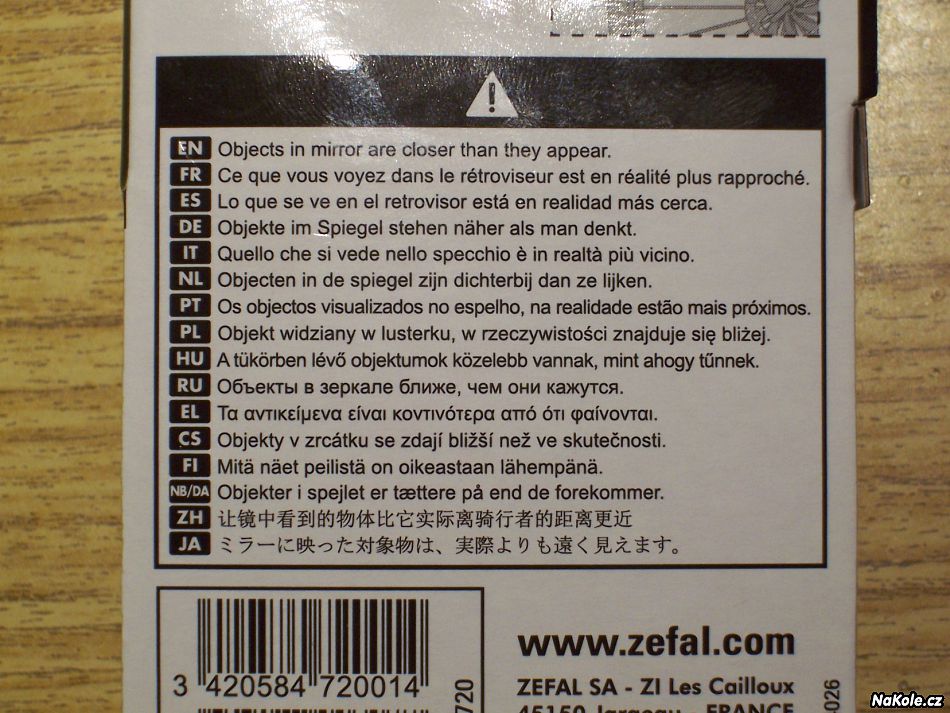 !
EN Objects in mirror are closer than they appear.
FR Ce que vous voyez dans le rétroviseur est en réalité plus rapproché.
ES Lo que se ve en el retrovisor está en realidad más cerca.
DE Objekte im Spiegel stehen näher als man denkt.
IT Quello che si vede nello specchio è in realtà più vicino.
NL Objecten in de spiegel zijn dichterbij dan ze lijken.
PT Os objectos visualizados no espelho, na realidade estão mais próximos.
PL Objekt widziany w lusterku, w rzeczywistości znajduje się bliżej.
HU A tükörben lévő objektumok közelebb vannak, mint ahogy tűnnek.
RU Объекты в зеркале ближе, чем они кажутся.
EL Τα αντικείμενα είναι κοντινότερα από ότι φαίνονται.
CS Objekty v zrcátku se zdají bližší než ve skutečnosti.
FI Mitä näet peilistä on oikeastaan lähempänä.
NB/DA Objekter i spejlet er tættere på end de forekommer.
ZH 让镜中看到的物体比它实际离骑行者的距离更近
JA ミラーに映った対象物は、実際よりも遠く見えます。
3 420584 720014
720
www.zefal.com
ZEFAL SA - ZI Les Cailloux
45150 Jargeau - FRANCE
026
NaKole.cz